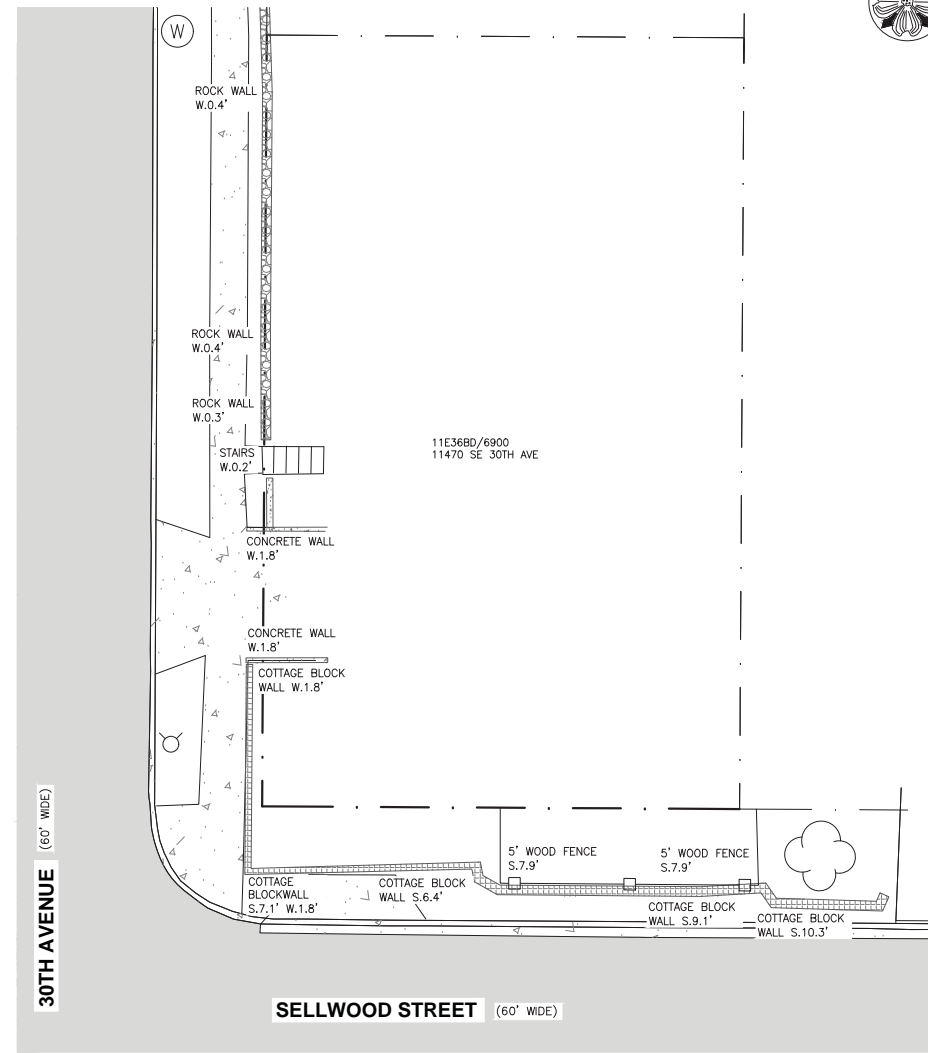 W
ROCK WALL
W.0.4'
ROCK WALL
W.0.4'
ROCK WALL
W.0.3'
11E36BD/6900
11470 SE 30TH AVE
STAIRS
W.0.2'
CONCRETE WALL
W.1.8'
CONCRETE WALL
W.1.8'
COTTAGE BLOCK
WALL W.1.8'
5' WOOD FENCE
S.7.9'
5' WOOD FENCE
S.7.9'
COTTAGE
BLOCKWALL
S.7.1' W.1.8'
COTTAGE BLOCK
WALL S.6.4'
COTTAGE BLOCK
WALL S.9.1'
COTTAGE BLOCK
WALL S.10.3'
30TH AVENUE (60' WIDE)
SELLWOOD STREET (60' WIDE)